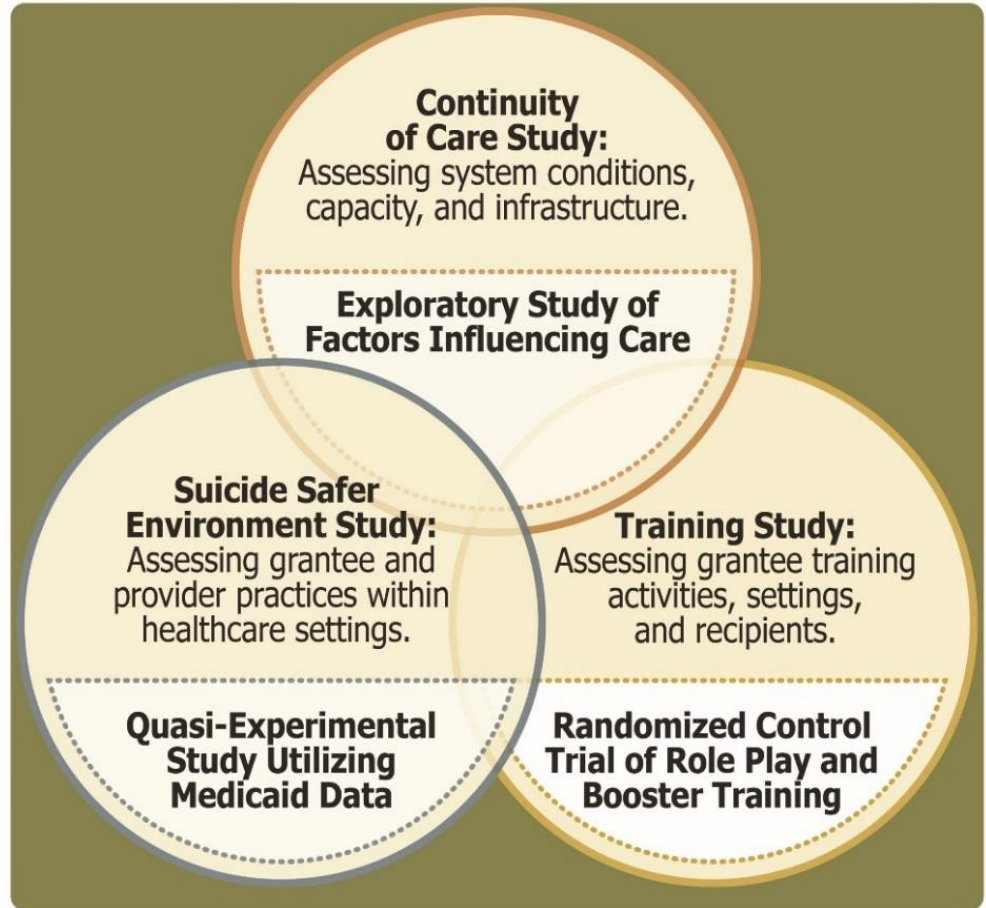 Continuity
of Care Study:
Assessing system conditions,
capacity, and infrastructure.
Exploratory Study of
Factors Influencing Care
Suicide Safer
Environment Study:
Assessing grantee and
provider practices within
healthcare settings.
Quasi-Experimental
Study Utilizing
Medicaid Data
Training Study:
Assessing grantee training
activities, settings,
and recipients.
Randomized Control
Trial of Role Play and
Booster Training